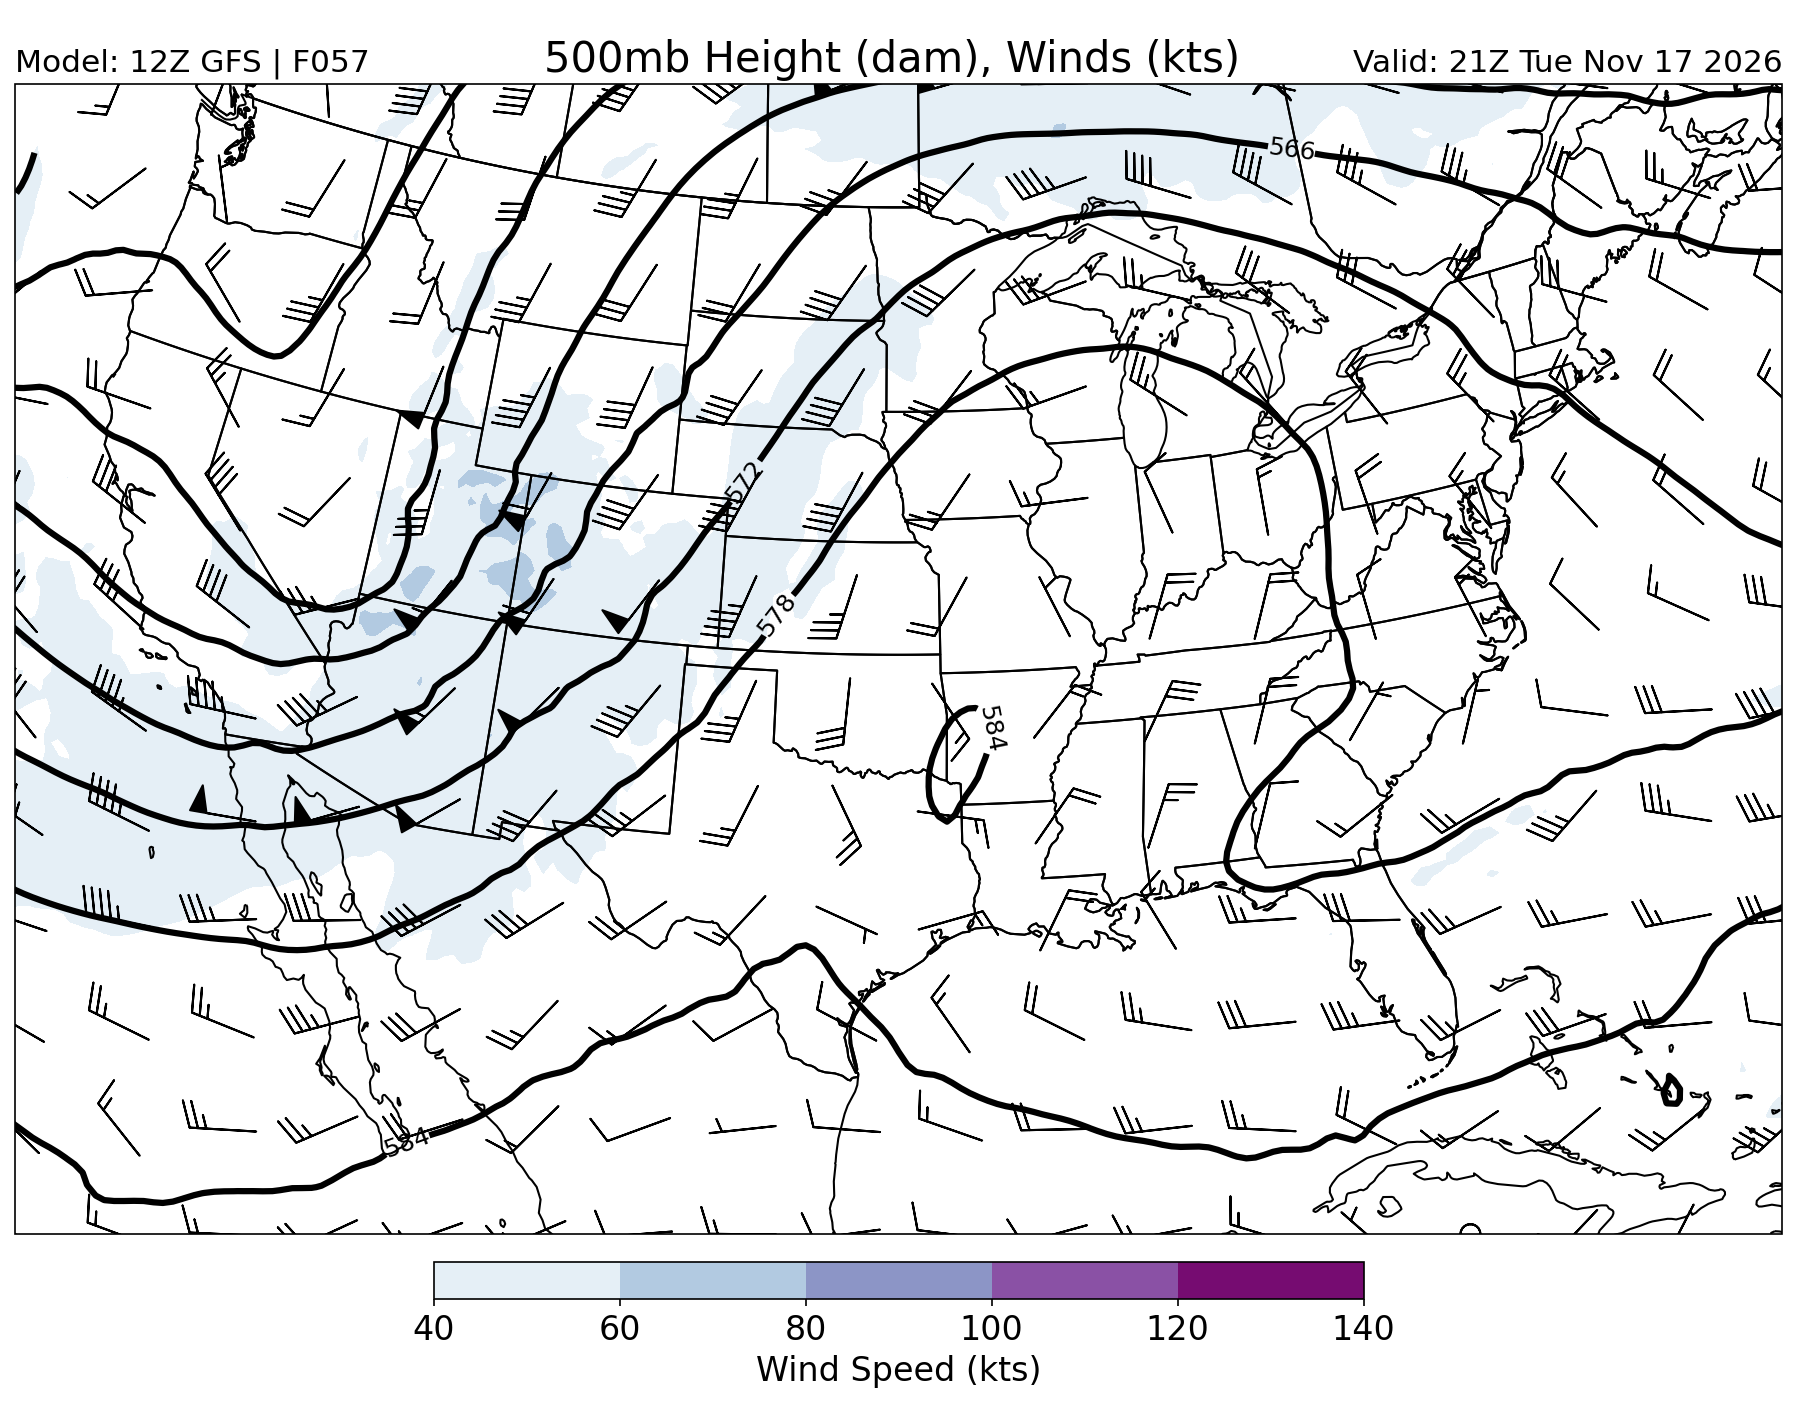 Model: 12Z GFS | F057
500mb Height (dam), Winds (kts)
Valid: 21Z Tue Nov 17 2026
566
572
578
584
584
40 60 80 100 120 140
Wind Speed (kts)